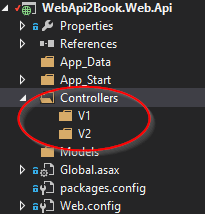 WebApi2Book.Web.Api
Properties
References
App_Data
App_Start
Controllers
V1
V2
Models
Global.asax
packages.config
Web.config